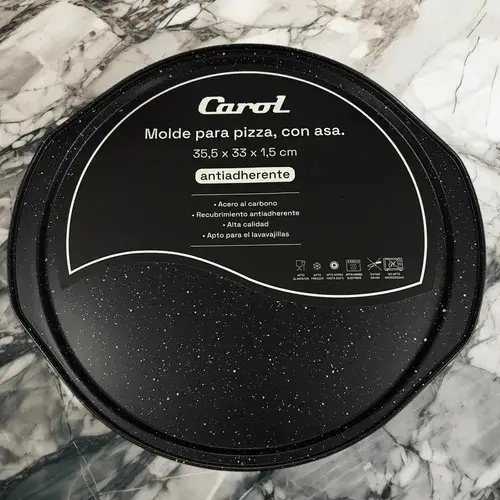 Carol
Molde para pizza, con asa.
35,5 x 33 x 1,5 cm
antiadherente
• Acero al carbono
• Recubrimiento antiadherente
• Alta calidad
• Apto para el lavavajillas